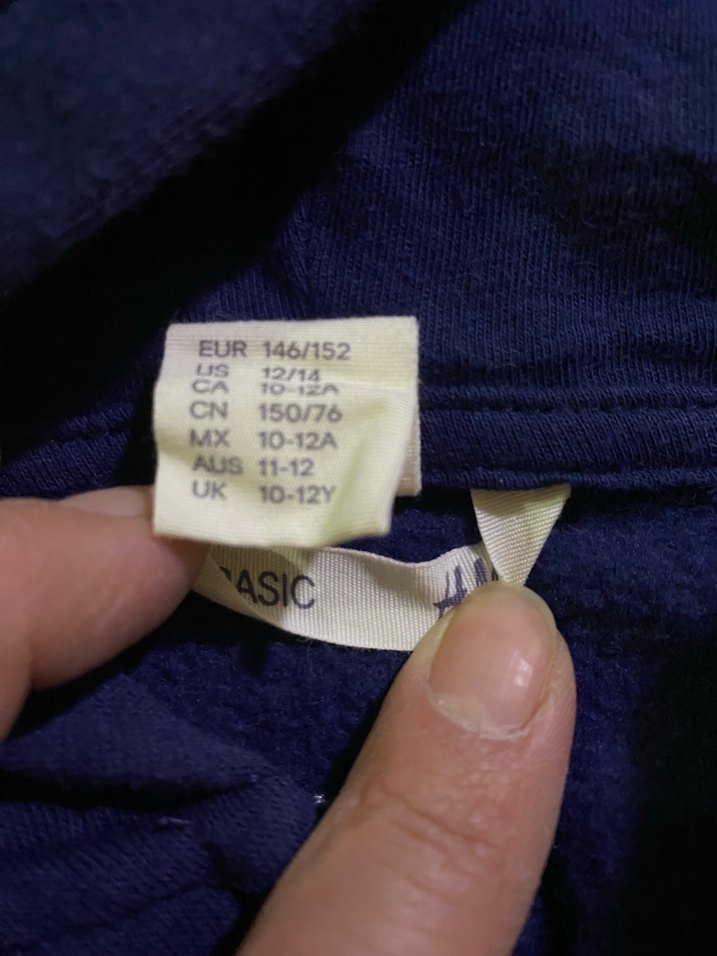 EUR 146/152
US 12/14
CA 10-12A
CN 150/76
MX 10-12A
AUS 11-12
UK 10-12Y
BASIC